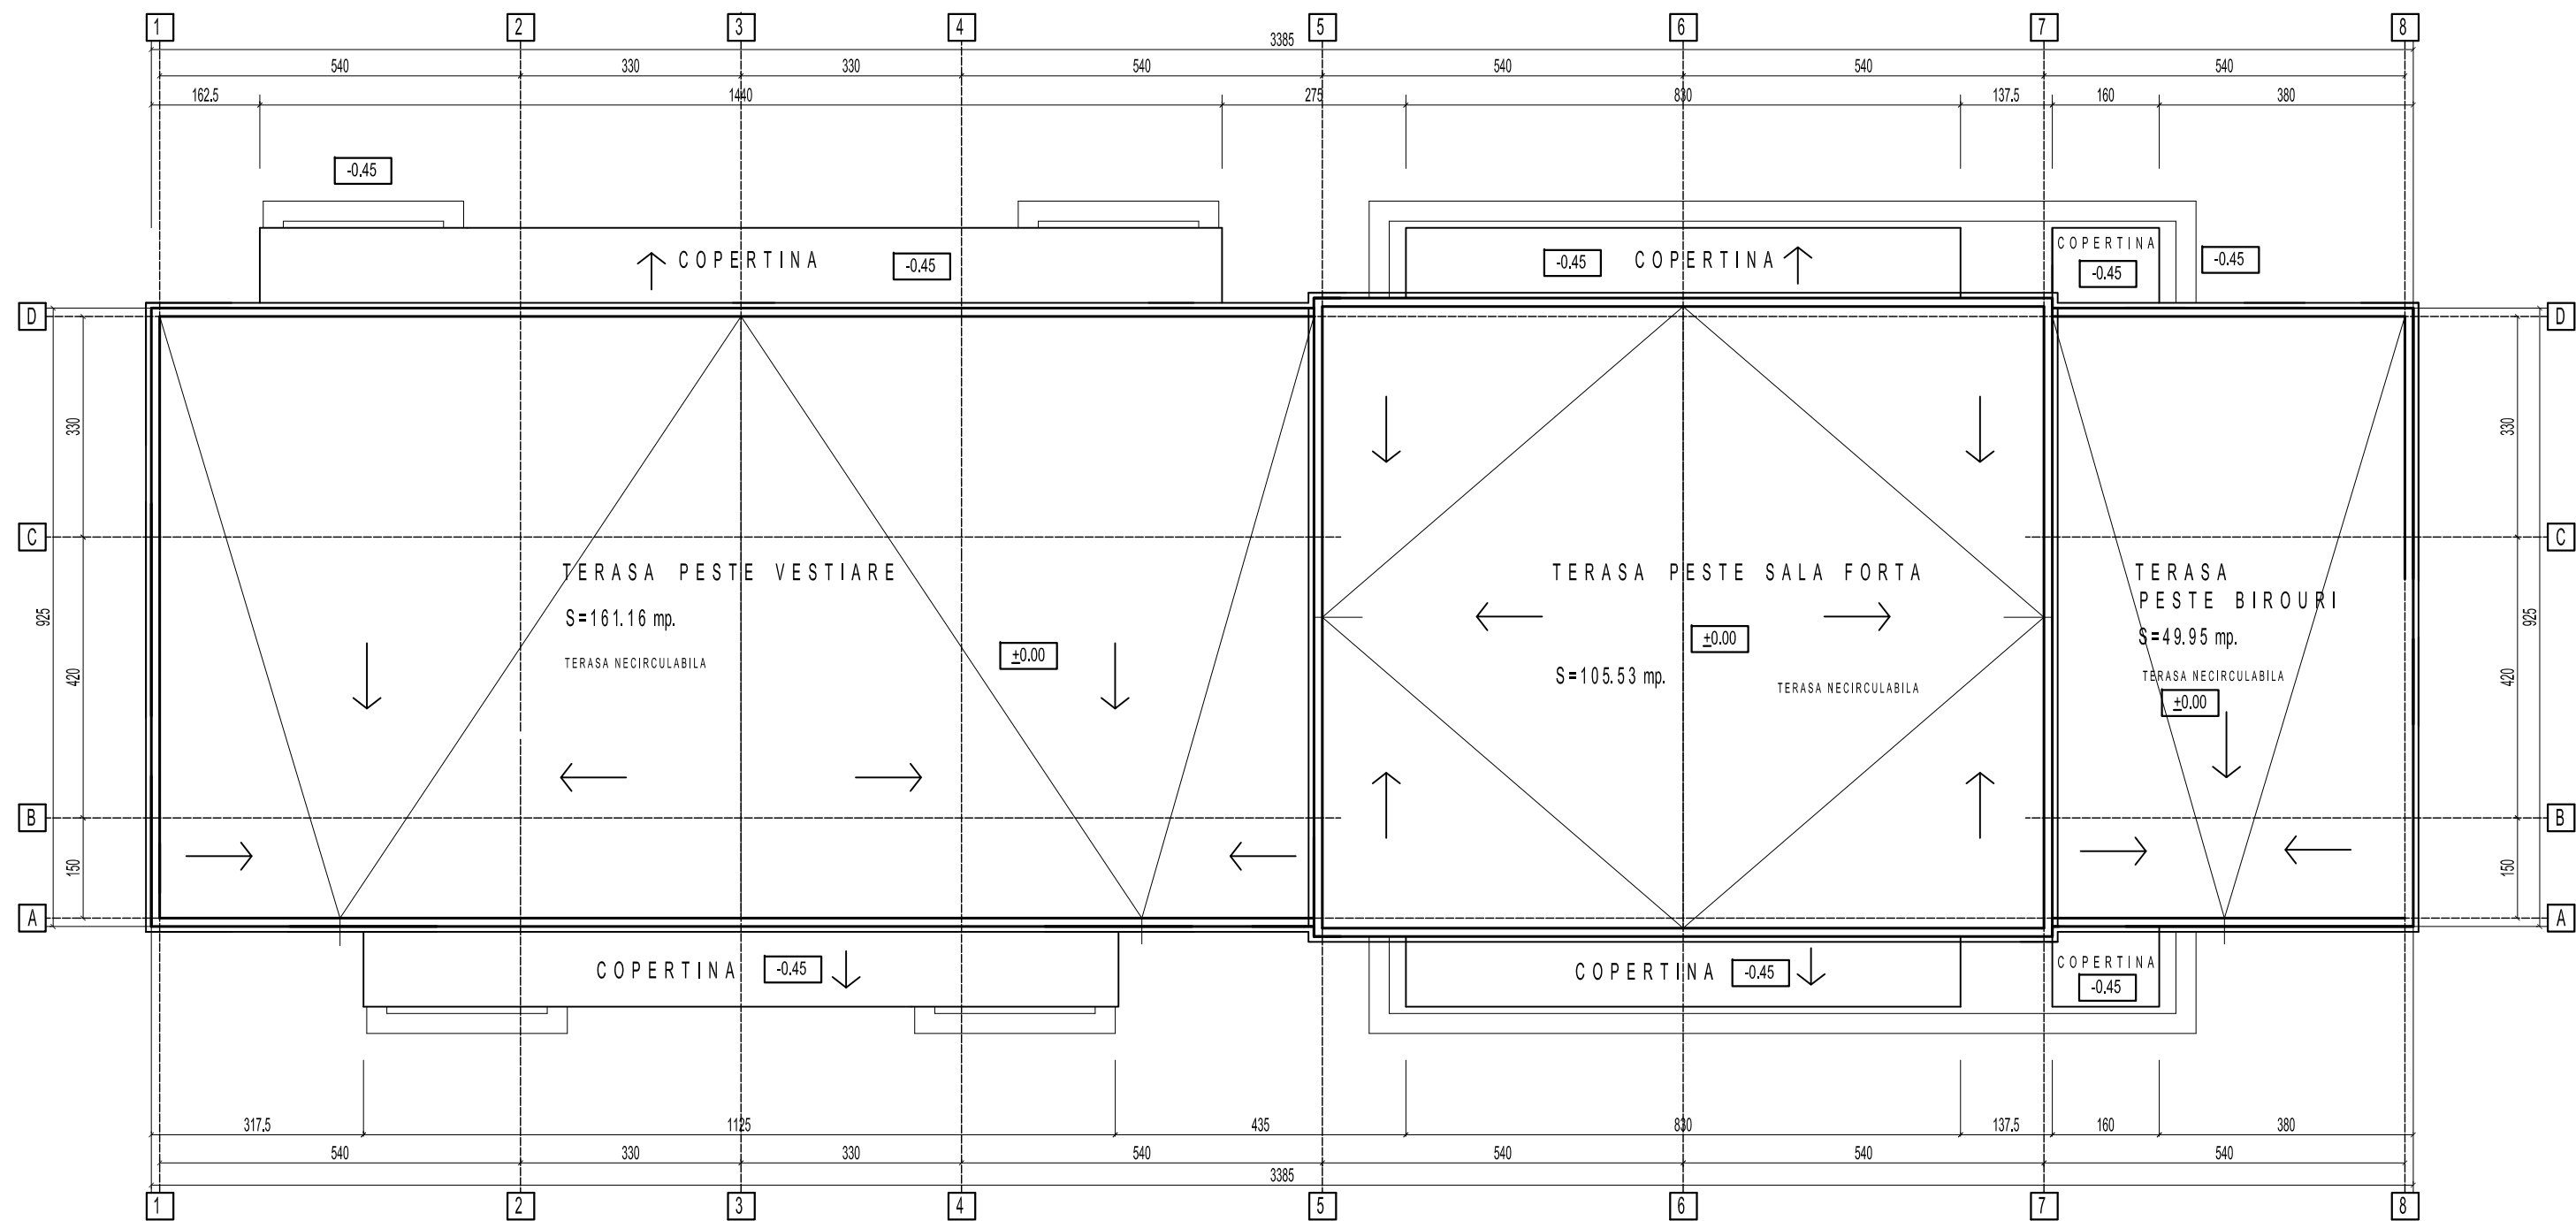 1 2 3 4 5 6 7 8
3385
540 330 330 540 540 540 540
162.5 1440 275 830 137.5 160 380
-0.45
COPERTINA -0.45
-0.45 COPERTINA
COPERTINA
-0.45
-0.45
D D
330 330
C C
TERASA PESTE VESTIARE
S=161.16 mp.
TERASA NECIRCULABILA
±0.00
TERASA PESTE SALA FORTA
±0.00
S=105.53 mp.
TERASA NECIRCULABILA
TERASA
PESTE BIROURI
S=49.95 mp.
TERASA NECIRCULABILA
±0.00
925 925
420 420
B B
150 150
A A
COPERTINA -0.45
COPERTINA -0.45
COPERTINA
-0.45
317.5 1125 435 830 137.5 160 380
540 330 330 540 540 540 540
3385
1 2 3 4 5 6 7 8